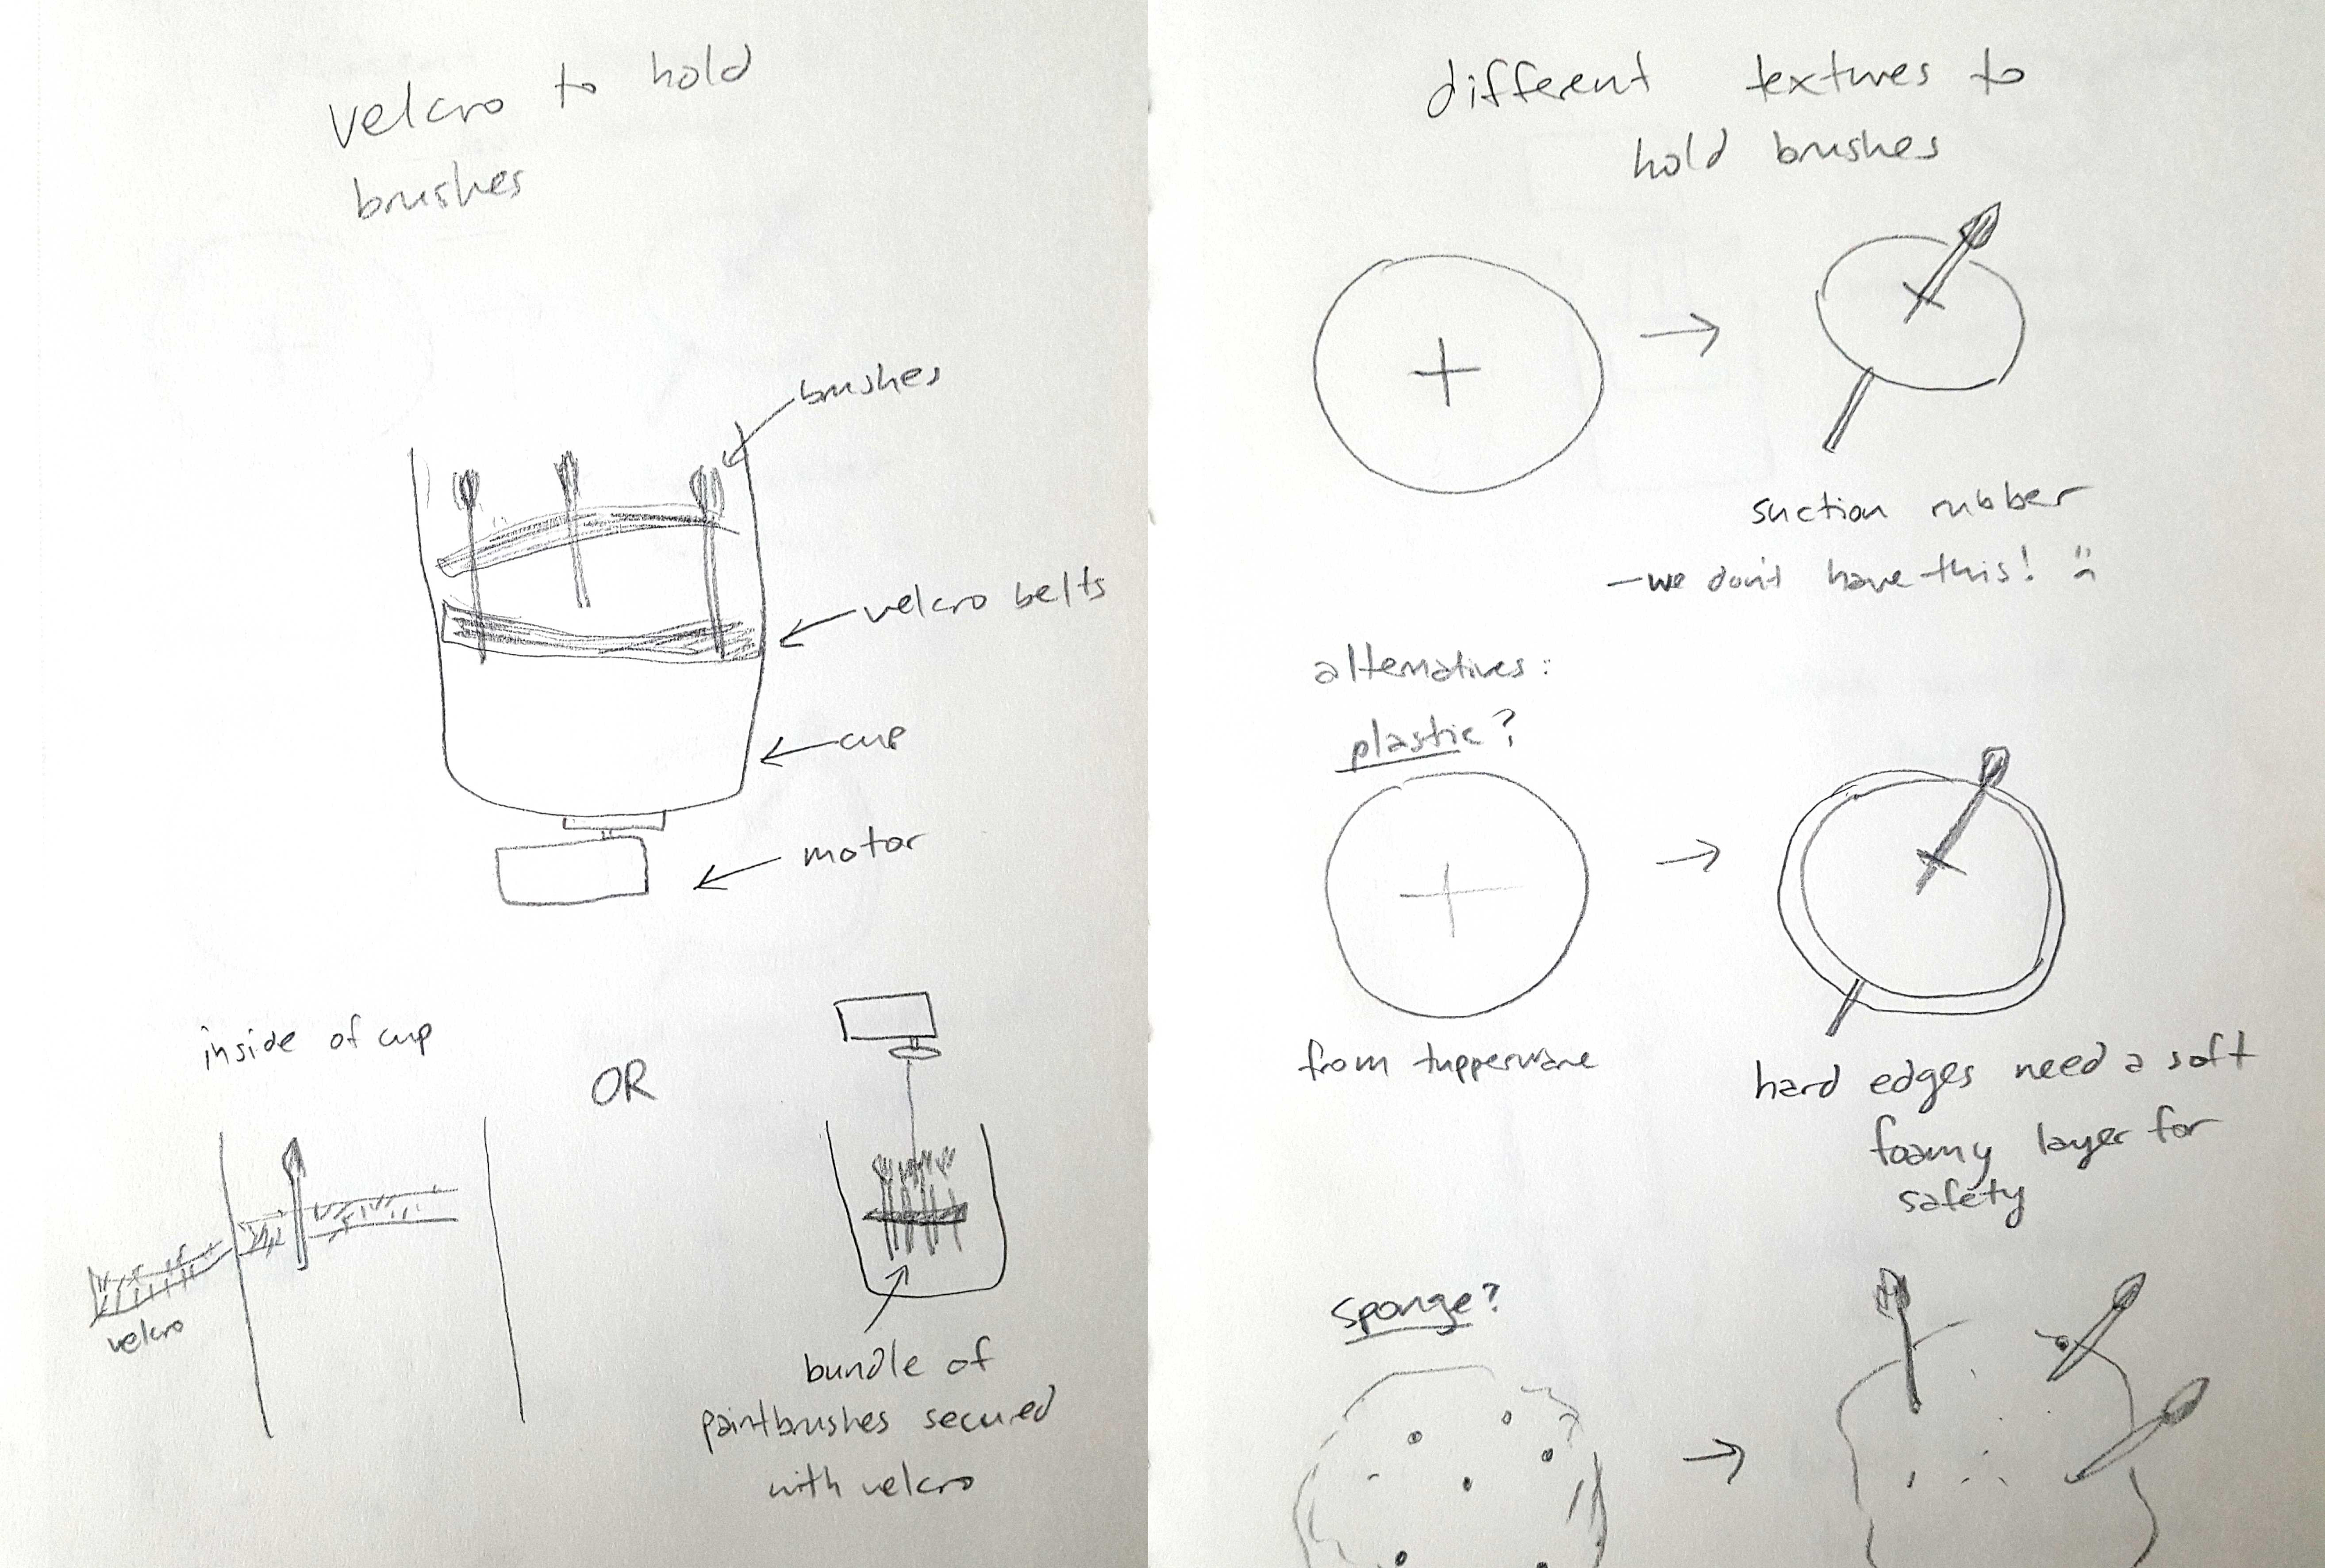 velcro to hold
brushes
brushes
velcro belts
cup
motor
inside of cup
OR
velcro
bundle of
paintbrushes secured
with velcro
different textures to
hold brushes
suction rubber
- we don't have this! :(
alternatives:
plastic?
from tupperware
hard edges need a soft
foamy layer for
safety
sponge?